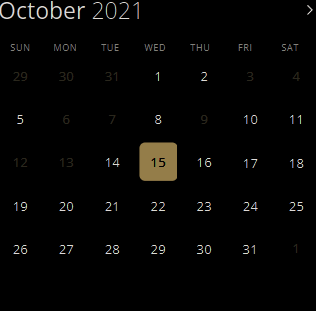 October 2021
SUN MON TUE WED THU FRI SAT
29 30 31 1 2 3 4
5 6 7 8 9 10 11
12 13 14 15 16 17 18
19 20 21 22 23 24 25
26 27 28 29 30 31 1